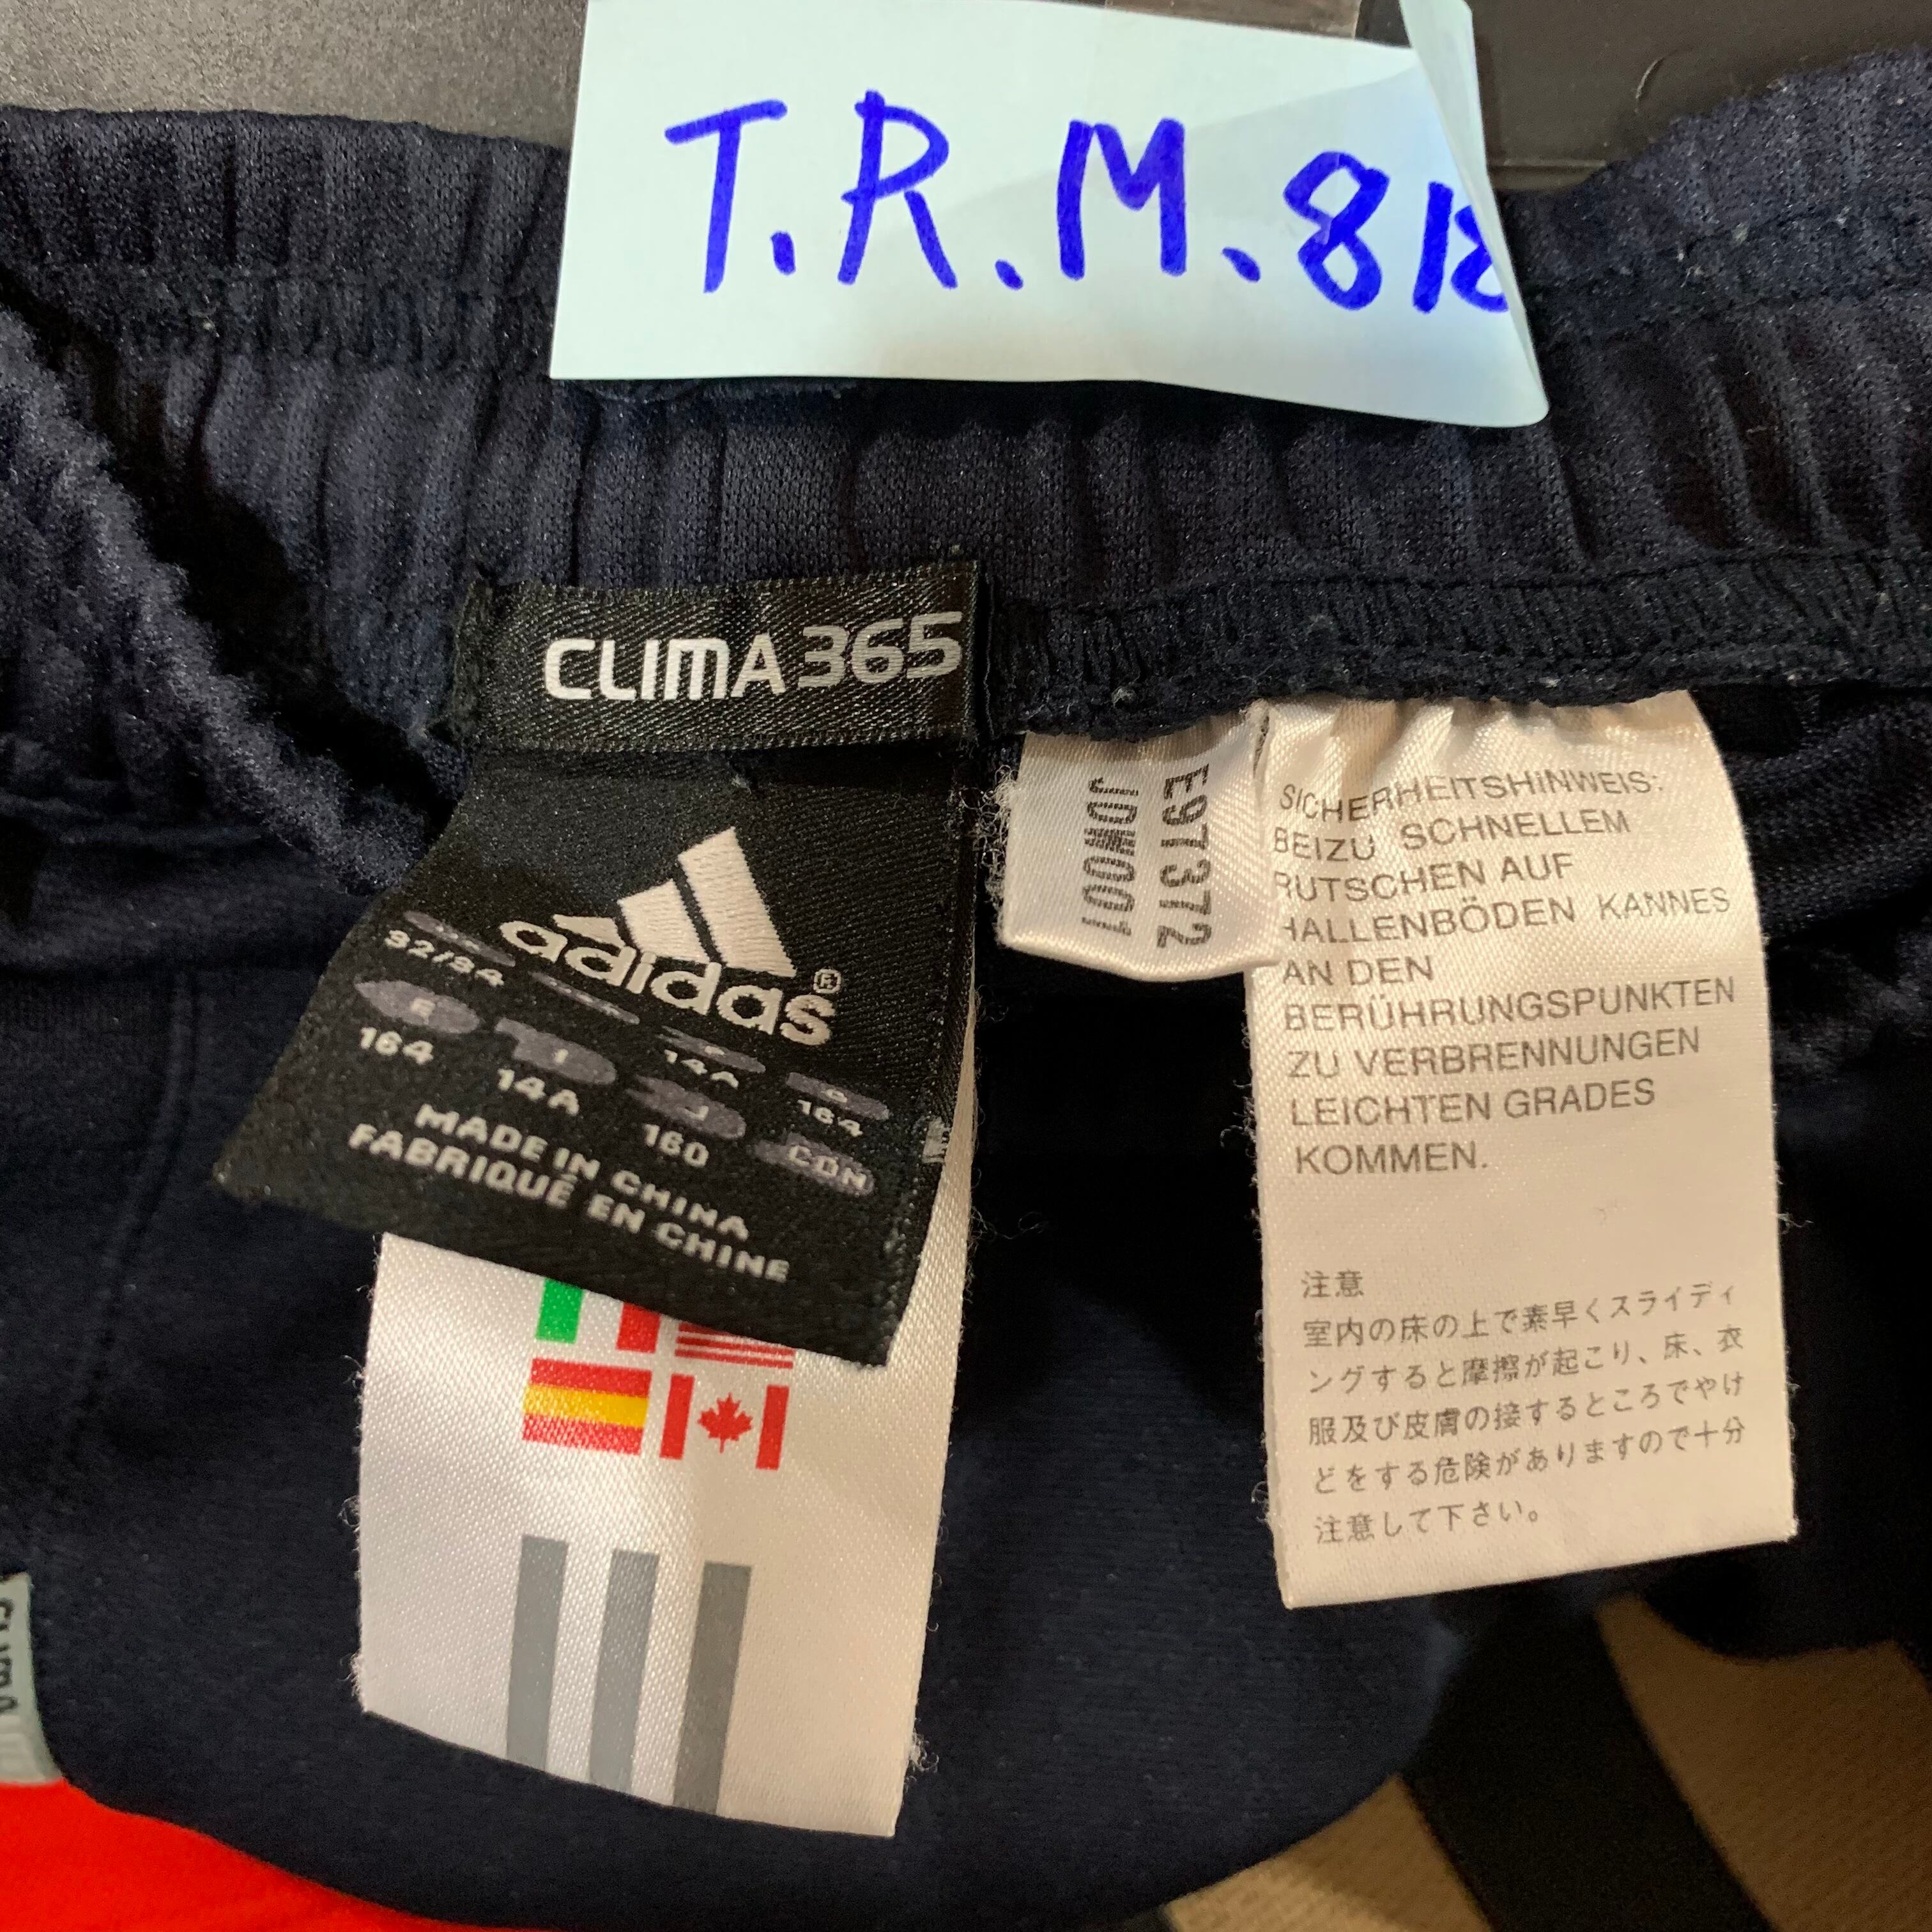 T.R.M.818
CLIMA365
adidas®
32/34
E
164
I
14A
F
14A
J
160
C
164
CDN
MADE IN CHINA
FABRIQUÉ EN CHINE
E97372
JDW001
SICHERHEITSHINWEIS:
BEIZU SCHNELLEM
RUTSCHEN AUF
HALLENBÖDEN KANNES
AN DEN
BERÜHRUNGSPUNKTEN
ZU VERBRENNUNGEN
LEICHTEN GRADES
KOMMEN.
注意
室内の床の上で素早くスライディ
ングすると摩擦が起こり、床、衣
服及び皮膚の接するところでやけ
どをする危険がありますので十分
注意して下さい。